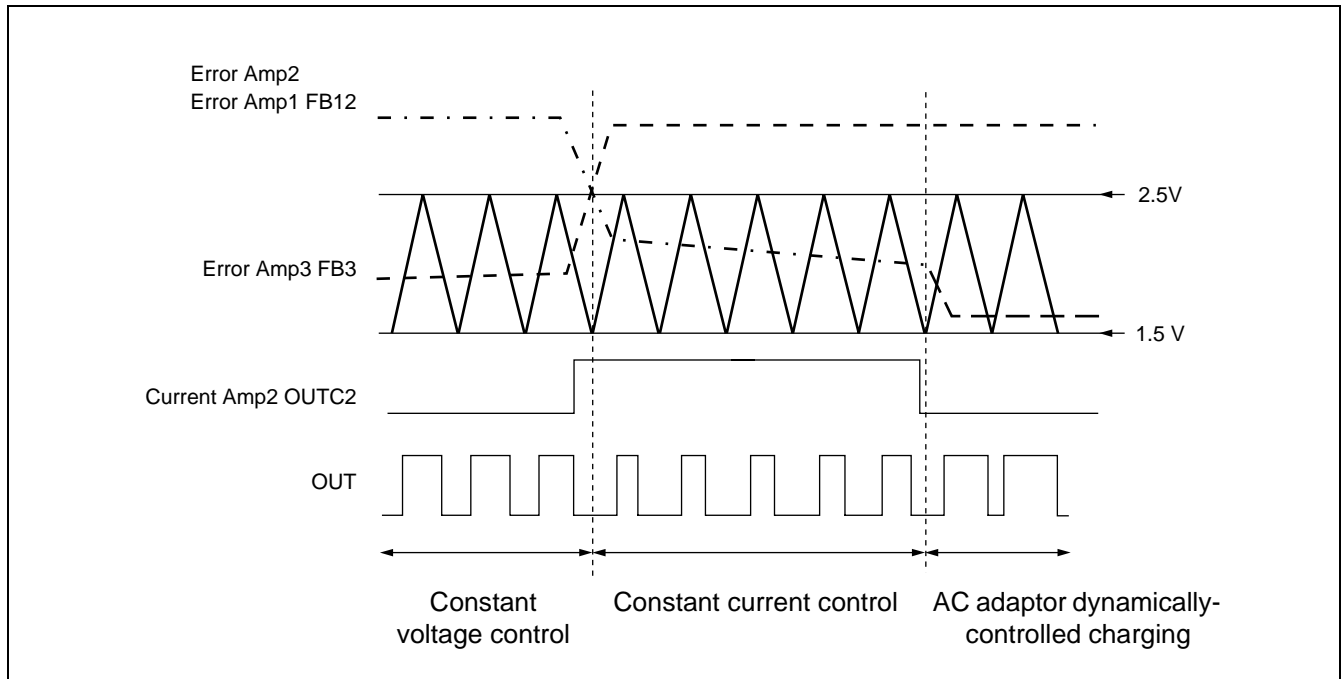 Error Amp2
Error Amp1 FB12
2.5V
Error Amp3 FB3
1.5 V
Current Amp2 OUTC2
OUT
Constant
voltage control
Constant current control
AC adaptor dynamically-
controlled charging